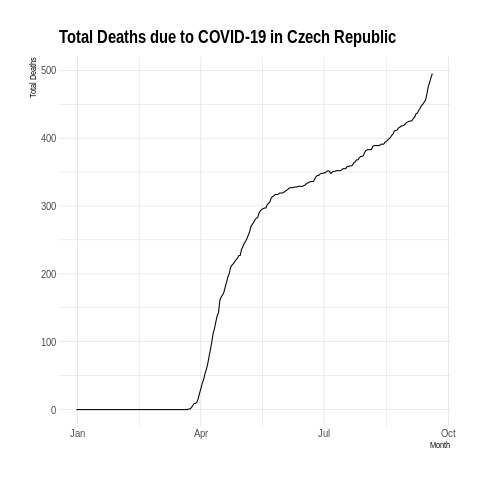 Total Deaths due to COVID-19 in Czech Republic
Total Deaths
500
400
300
200
100
0
Jan Apr Jul Oct
Month